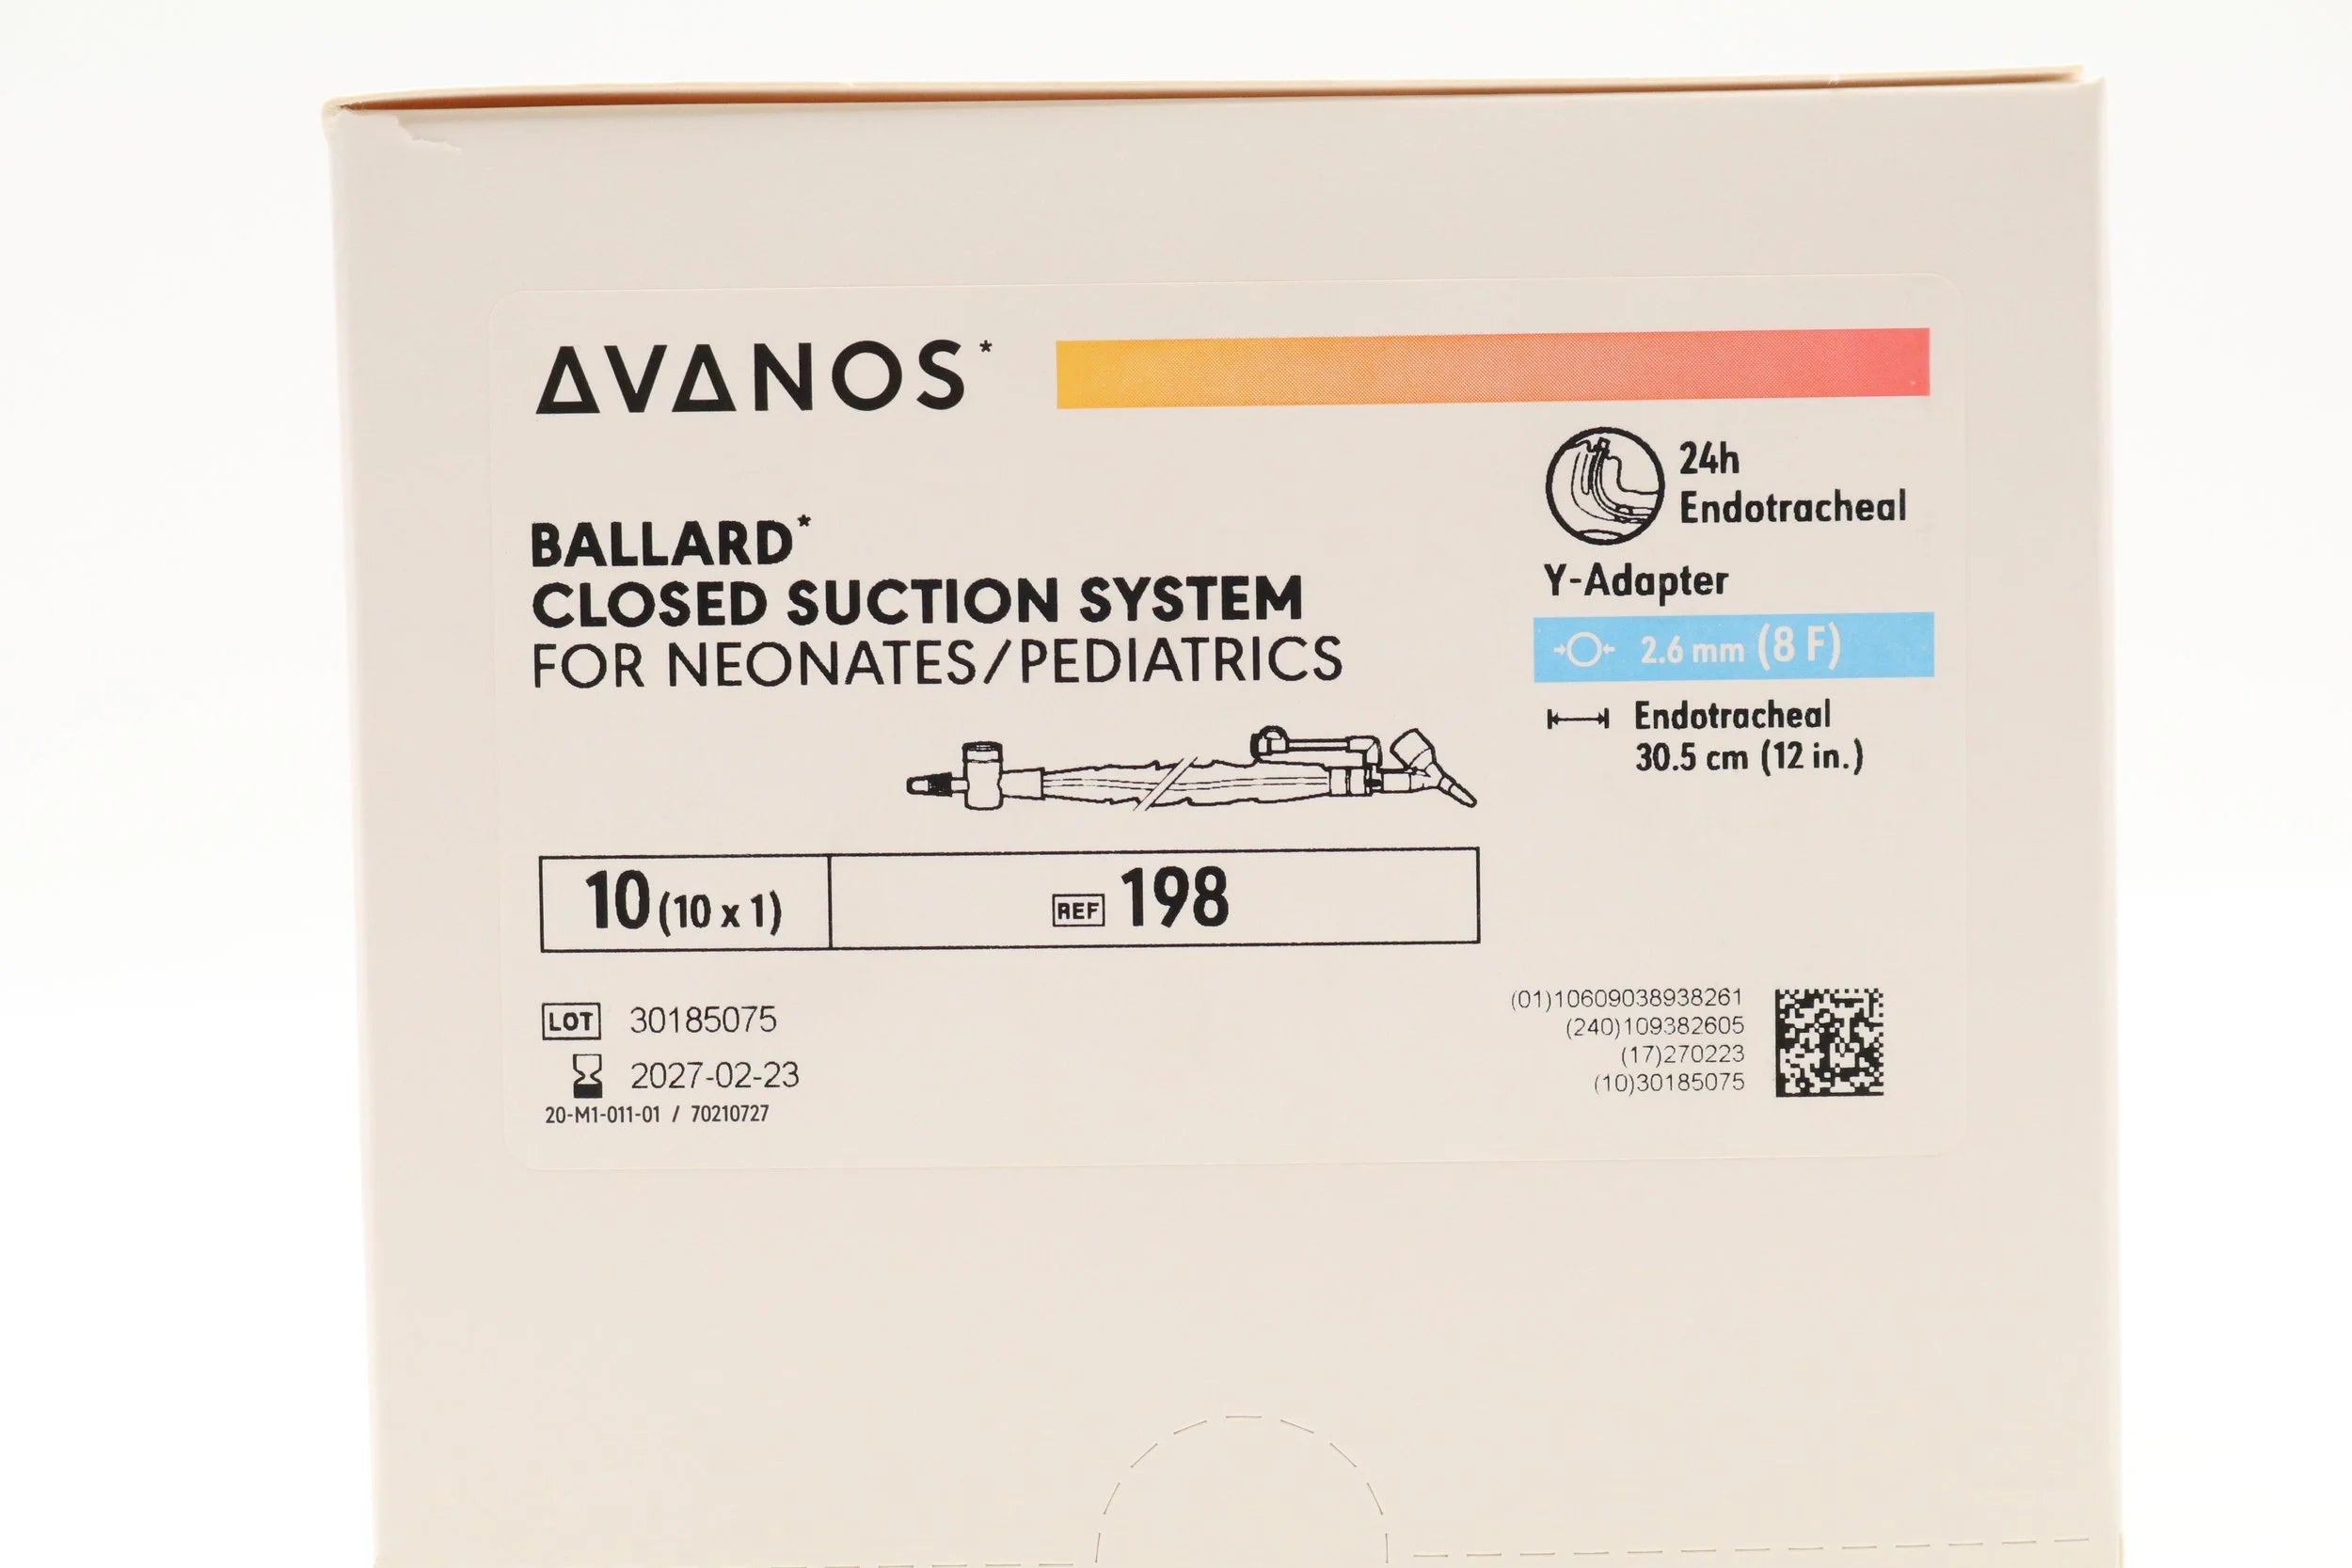 AVANOS*
BALLARD*
CLOSED SUCTION SYSTEM
FOR NEONATES/PEDIATRICS
24h
Endotracheal
Y-Adapter
2.6 mm (8 F)
Endotracheal
30.5 cm (12 in.)
10 (10 x 1)
REF 198
LOT 30185075
2027-02-23
20-M1-011-01 / 70210727
(01)10609038938261
(240)109382605
(17)270223
(10)30185075